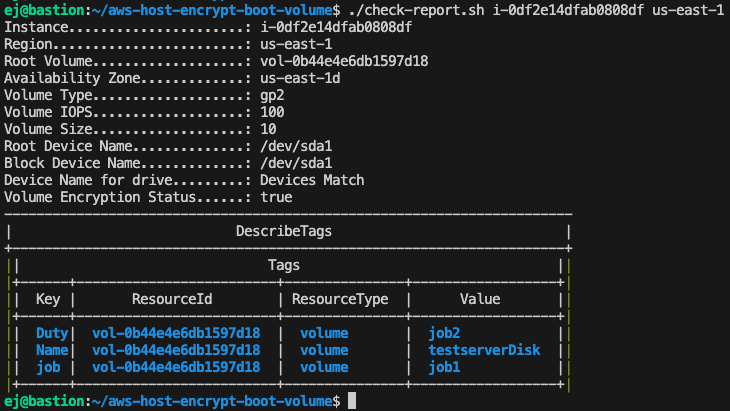 ej@bastion:~/aws-host-encrypt-boot-volume$ ./check-report.sh i-0df2e14dfab0808df us-east-1
Instance......................: i-0df2e14dfab0808df
Region........................: us-east-1
Root Volume...................: vol-0b44e4e6db1597d18
Availability Zone.............: us-east-1d
Volume Type...................: gp2
Volume IOPS...................: 100
Volume Size...................: 10
Root Device Name..............: /dev/sda1
Block Device Name.............: /dev/sda1
Device Name for drive.........: Devices Match
Volume Encryption Status......: true
DescribeTags
Tags
Key | ResourceId | ResourceType | Value
Duty| vol-0b44e4e6db1597d18 | volume | job2
Name| vol-0b44e4e6db1597d18 | volume | testserverDisk
job | vol-0b44e4e6db1597d18 | volume | job1
ej@bastion:~/aws-host-encrypt-boot-volume$